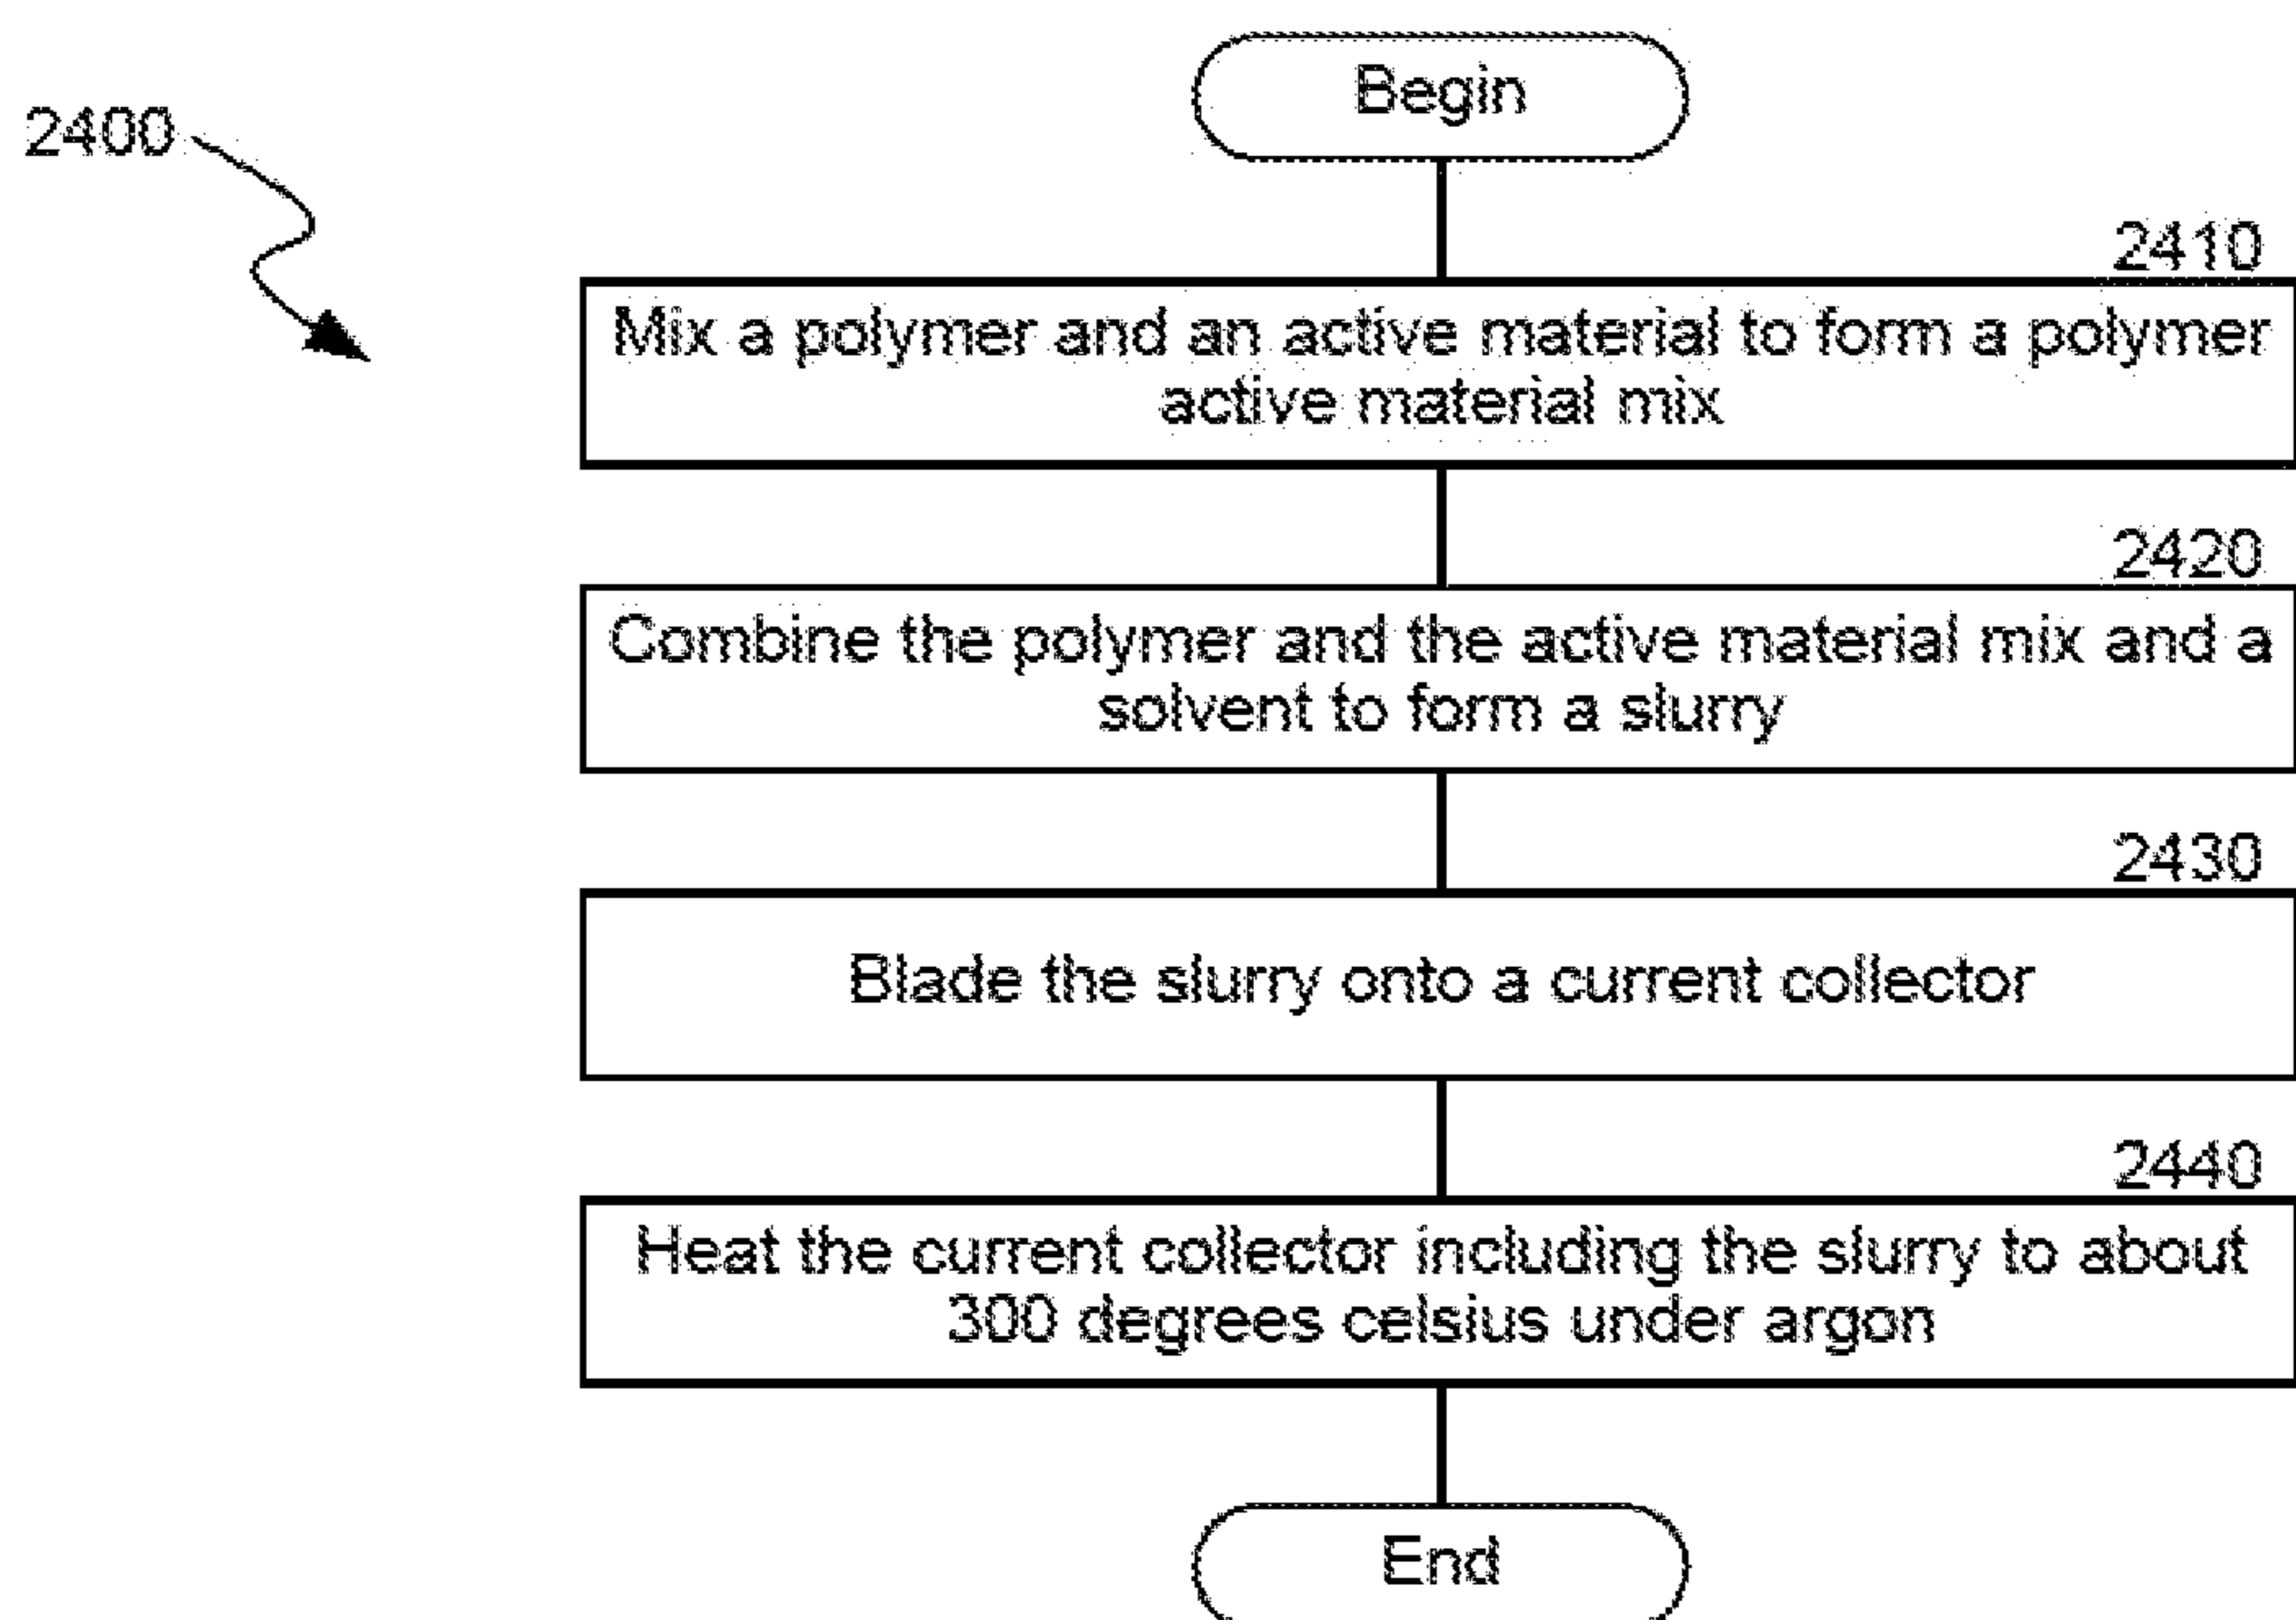 Begin
2400
2410
Mix a polymer and an active material to form a polymer
active material mix
2420
Combine the polymer and the active material mix and a
solvent to form a slurry
2430
Blade the slurry onto a current collector
2440
Heat the current collector including the slurry to about
300 degrees celsius under argon
End